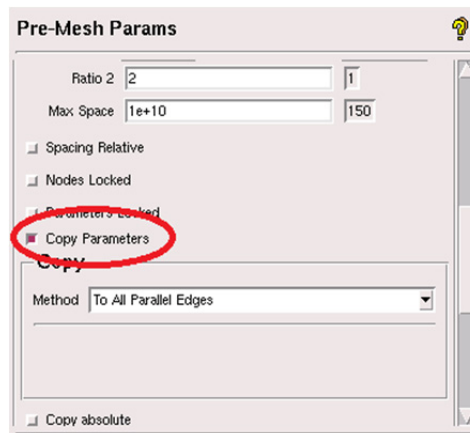 Pre-Mesh Params
?
Ratio 2 2 1
Max Space 1e+10 150
Spacing Relative
Nodes Locked
Parameters Locked
Copy Parameters
Copy
Method To All Parallel Edges
Copy absolute